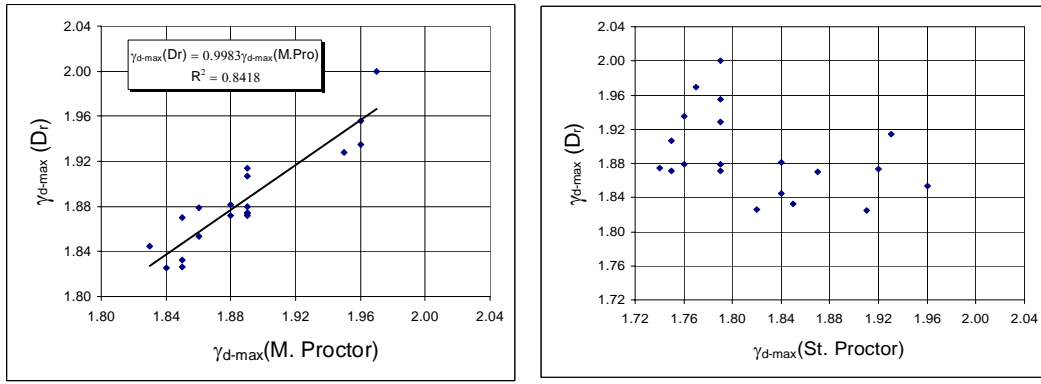 2.04
2.00
1.96
1.92
1.88
1.84
1.80
γd-max (Dr)
γd-max(Dr) = 0.9983γd-max(M.Pro)
R² = 0.8418
1.80 1.84 1.88 1.92 1.96 2.00 2.04
γd-max(M. Proctor)
2.04
2.00
1.96
1.92
1.88
1.84
1.80
1.76
1.72
γd-max (Dr)
1.72 1.76 1.80 1.84 1.88 1.92 1.96 2.00 2.04
γd-max(St. Proctor)